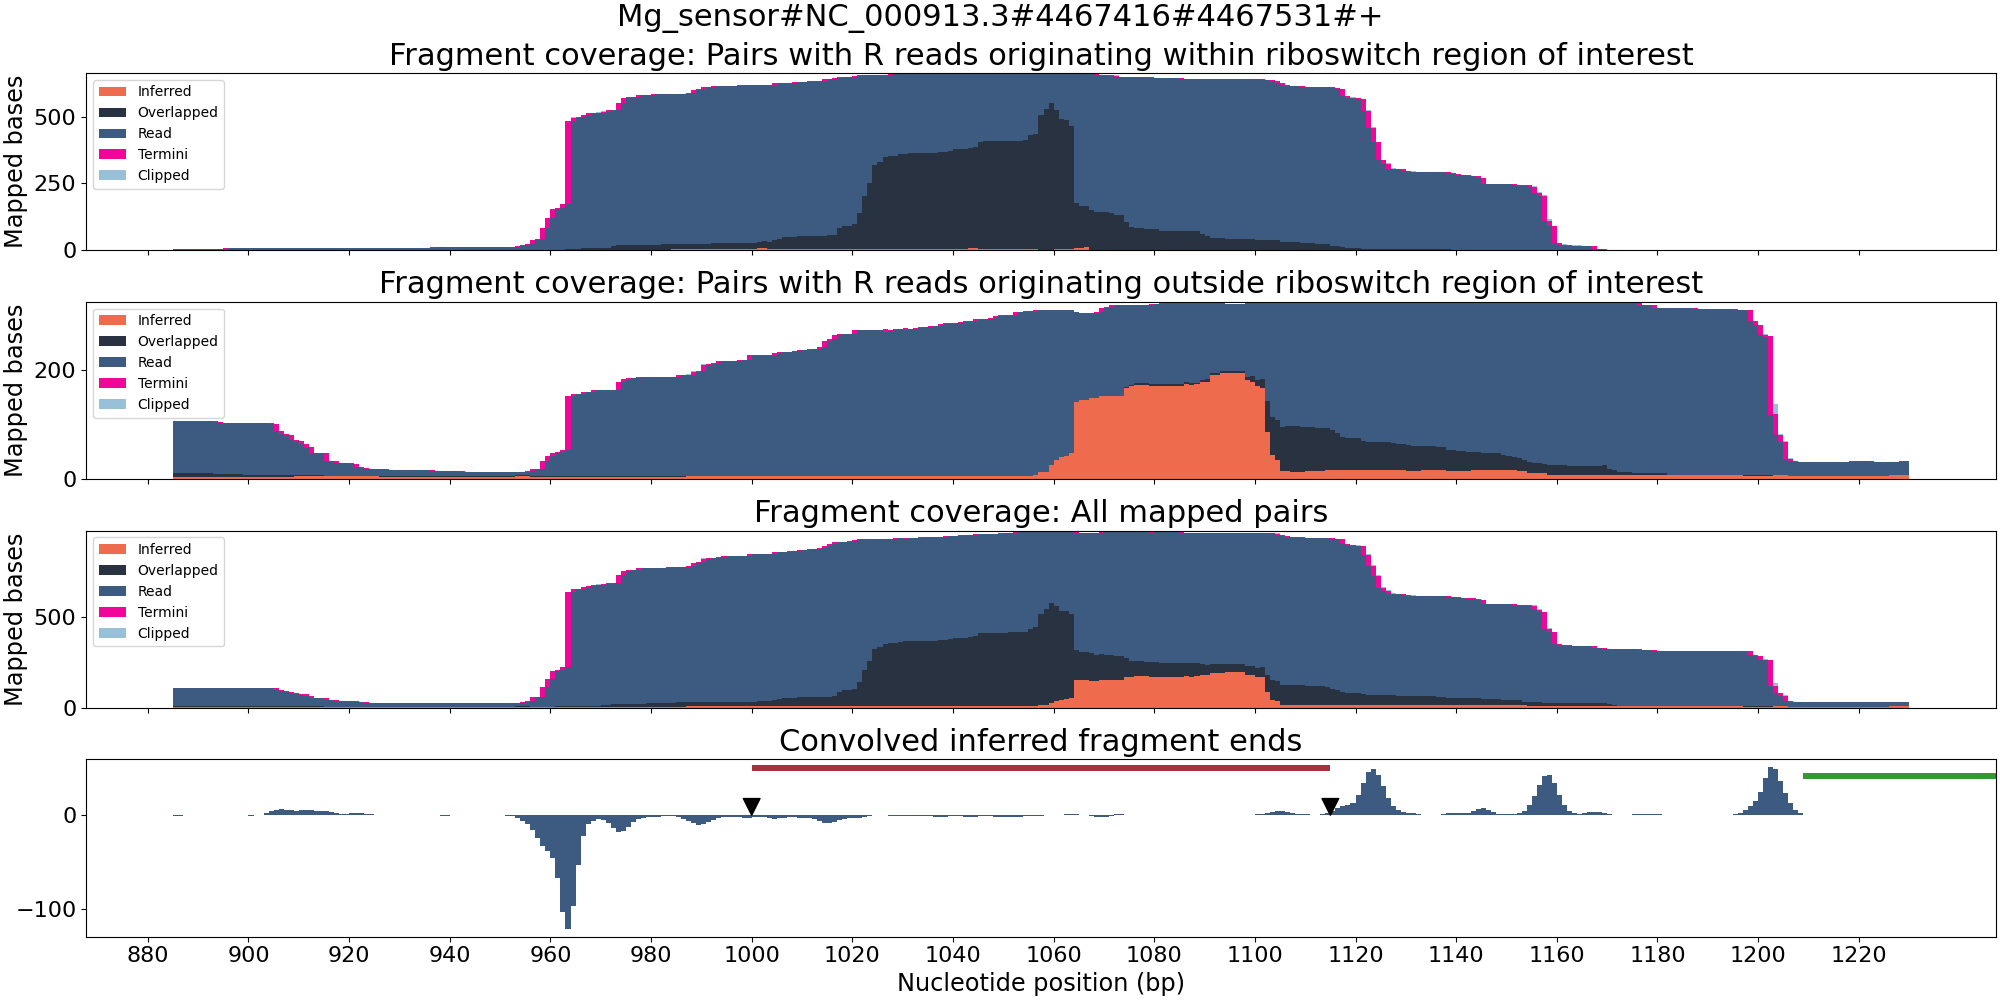 Mg_sensor#NC_000913.3#4467416#4467531#+
Fragment coverage: Pairs with R reads originating within riboswitch region of interest
Mapped bases
500
250
0
Inferred
Overlapped
Read
Termini
Clipped
Fragment coverage: Pairs with R reads originating outside riboswitch region of interest
Mapped bases
200
0
Inferred
Overlapped
Read
Termini
Clipped
Fragment coverage: All mapped pairs
Mapped bases
500
0
Inferred
Overlapped
Read
Termini
Clipped
Convolved inferred fragment ends
0
−100
880 900 920 940 960 980 1000 1020 1040 1060 1080 1100 1120 1140 1160 1180 1200 1220
Nucleotide position (bp)